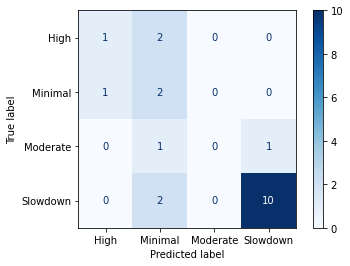 10
High 1 2 0 0
8
Minimal 1 2 0 0
6
True label
4
Moderate 0 1 0 1
2
Slowdown 0 2 0 10
0
High Minimal Moderate Slowdown
Predicted label